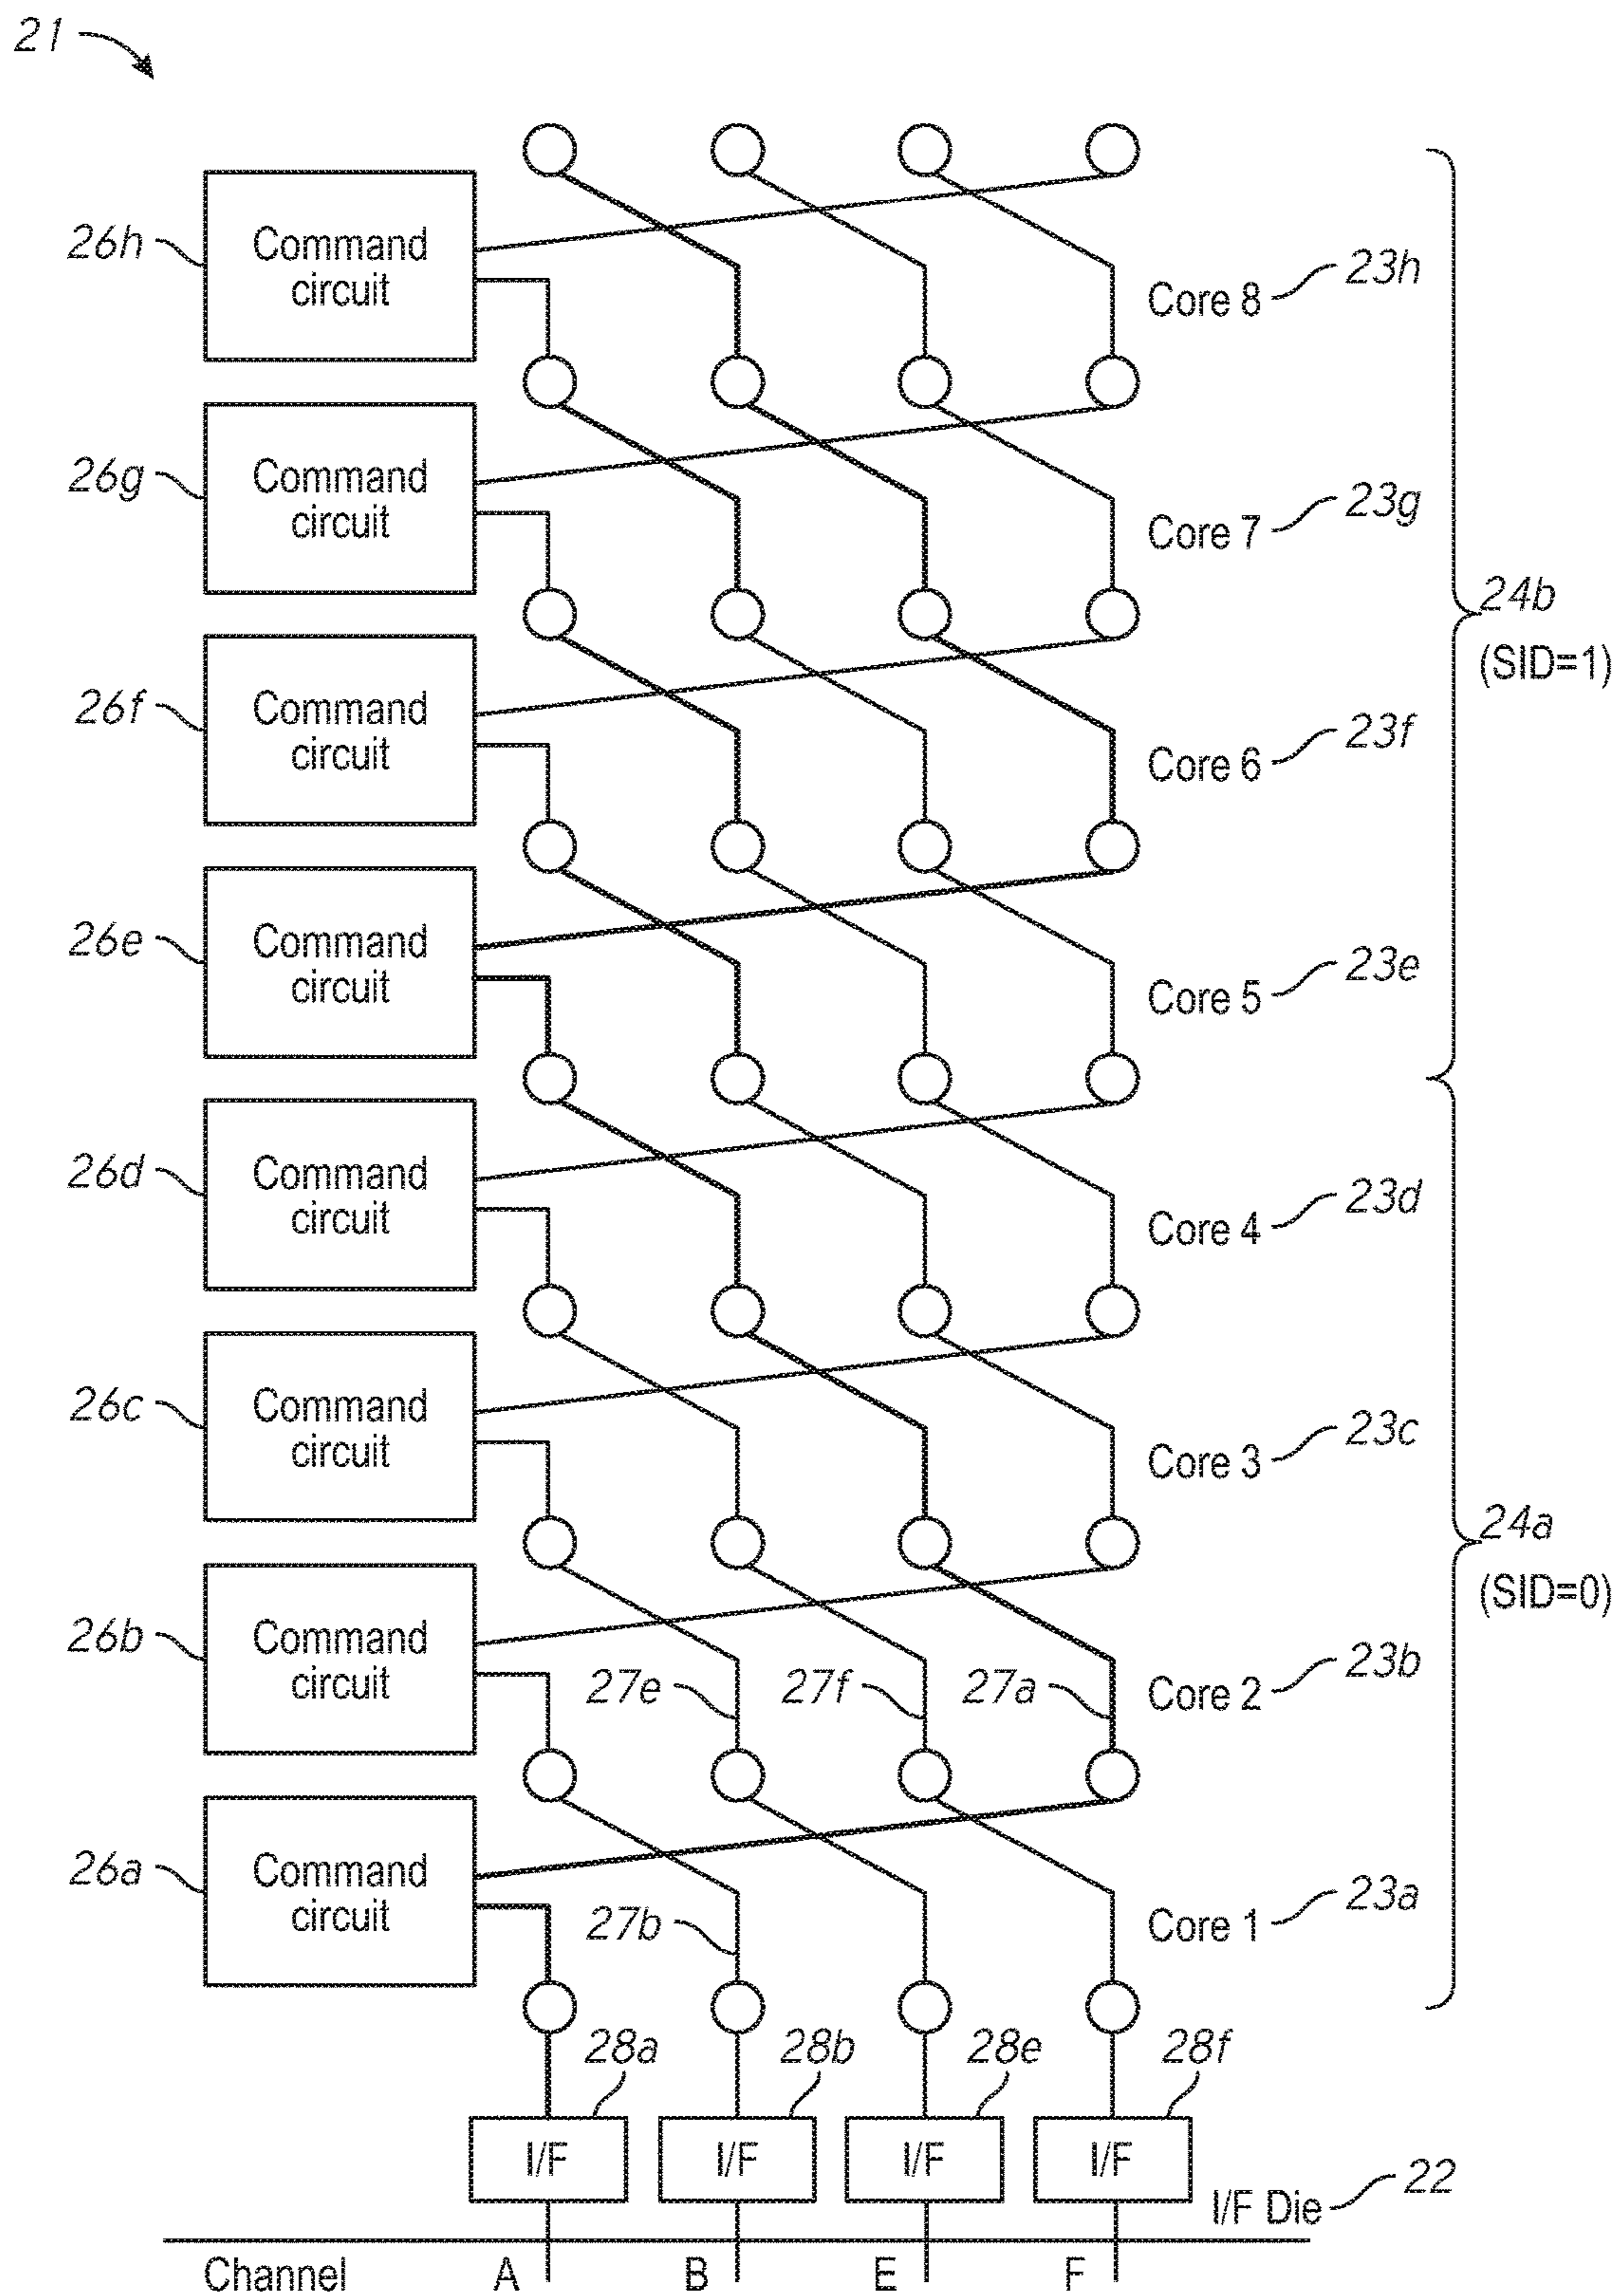 21
26h
Command
circuit
Core 8
23h
26g
Command
circuit
Core 7
23g
24b
(SID=1)
26f
Command
circuit
Core 6
23f
26e
Command
circuit
Core 5
23e
26d
Command
circuit
Core 4
23d
26c
Command
circuit
Core 3
23c
24a
(SID=0)
26b
Command
circuit
27e
27f
27a
Core 2
23b
26a
Command
circuit
27b
Core 1
23a
28a
28b
28e
28f
I/F
I/F
I/F
I/F
I/F Die
22
Channel
A
B
E
F